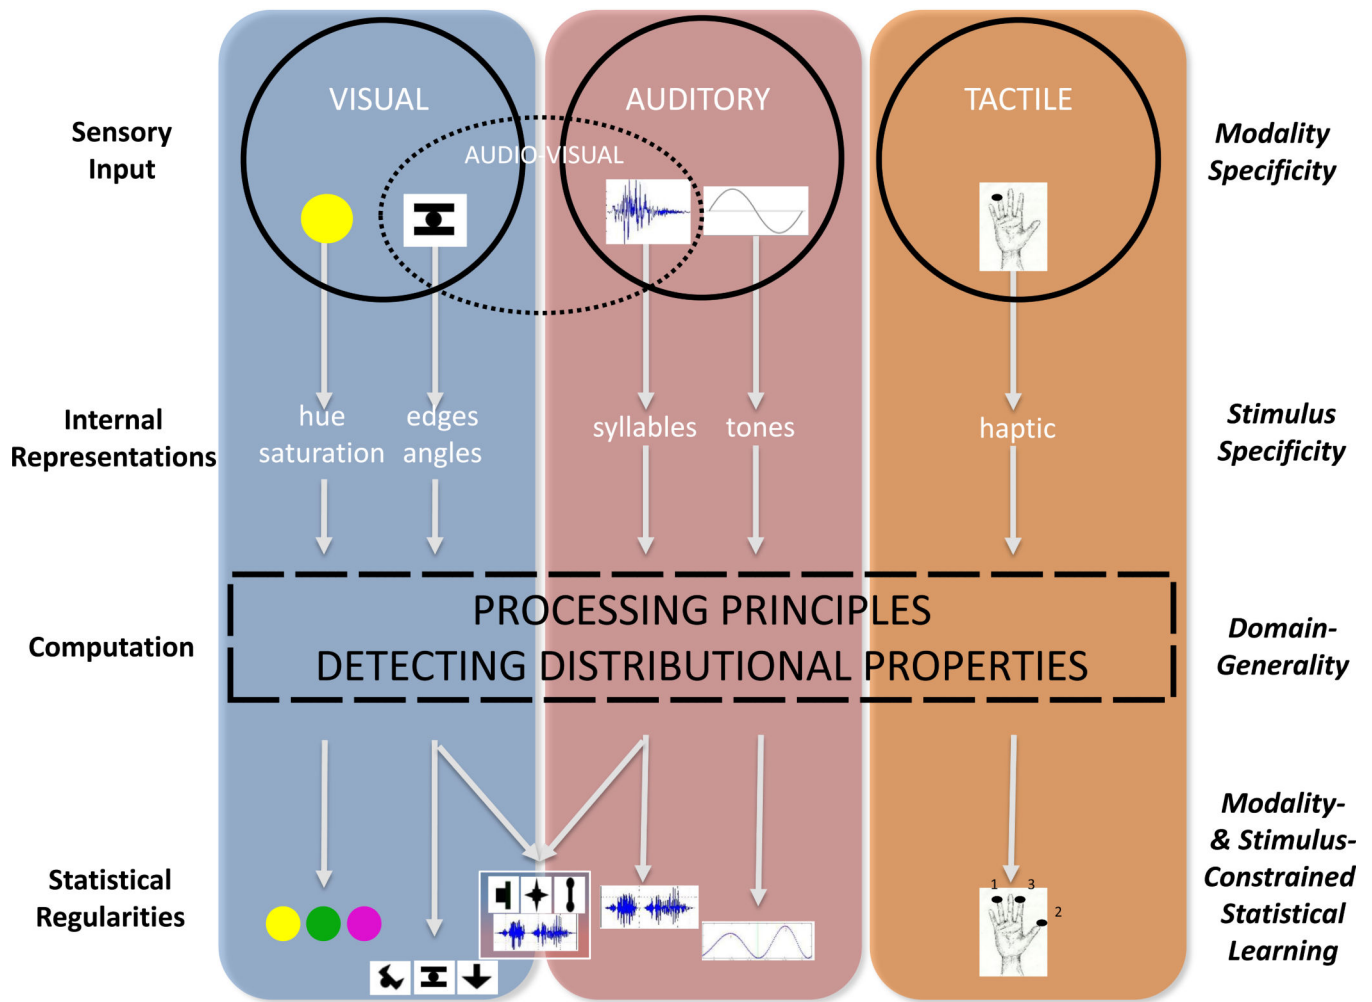 Sensory
Input
VISUAL
AUDITORY
TACTILE
AUDIO-VISUAL
Modality
Specificity
Internal
Representations
hue
saturation
edges
angles
syllables
tones
haptic
Stimulus
Specificity
Computation
PROCESSING PRINCIPLES
DETECTING DISTRIBUTIONAL PROPERTIES
Domain-
Generality
Statistical
Regularities
1
3
2
Modality-
& Stimulus-
Constrained
Statistical
Learning